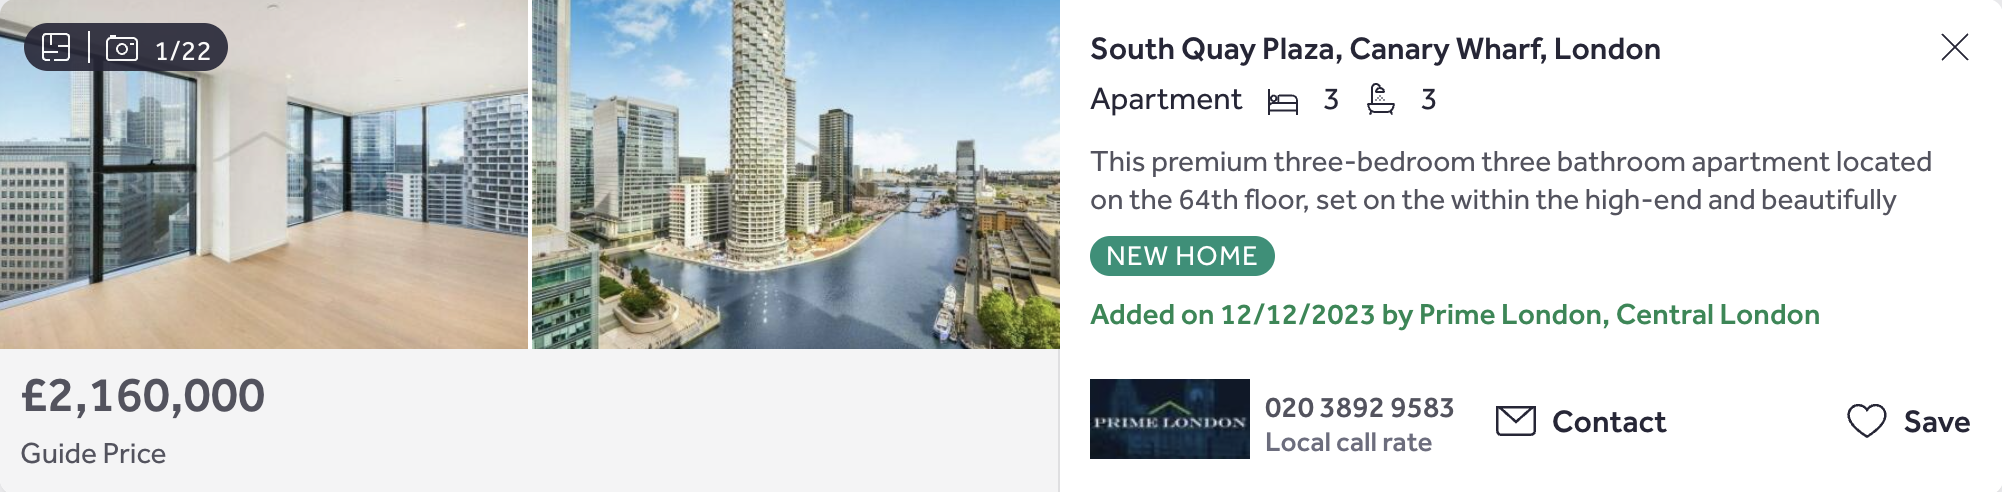 1/22
£2,160,000
Guide Price
South Quay Plaza, Canary Wharf, London
Apartment 3 3
This premium three-bedroom three bathroom apartment located
on the 64th floor, set on the within the high-end and beautifully
NEW HOME
Added on 12/12/2023 by Prime London, Central London
PRIME LONDON
020 3892 9583
Local call rate
Contact
Save